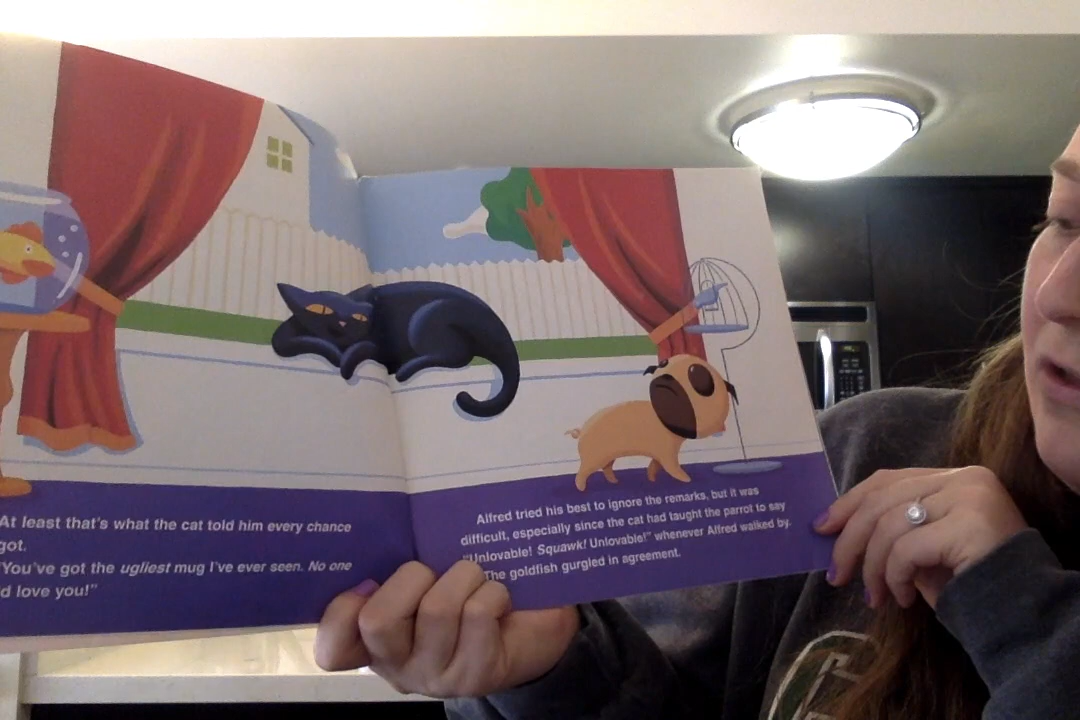 At least that's what the cat told him every chance
got.
"You've got the ugliest mug I've ever seen. No one
d love you!"
Alfred tried his best to ignore the remarks, but it was
difficult, especially since the cat had taught the parrot to say
"Unlovable! Squawk! Unlovable!" whenever Alfred walked by.
The goldfish gurgled in agreement.